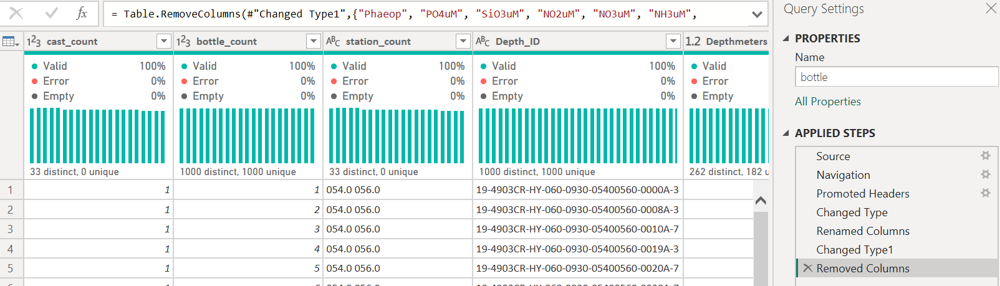 fx = Table.RemoveColumns(#"Changed Type1",{"Phaeop", "PO4uM", "SiO3uM", "NO2uM", "NO3uM", "NH3uM",
1²3 cast_count 1²3 bottle_count ABC station_count ABC Depth_ID 1.2 Depthmeters
Valid 100% Valid 100% Valid 100% Valid 100% Valid
Error 0% Error 0% Error 0% Error 0% Error
Empty 0% Empty 0% Empty 0% Empty 0% Empty
33 distinct, 0 unique 1000 distinct, 1000 unique 33 distinct, 0 unique 1000 distinct, 1000 unique 262 distinct, 182 u
1 1 1 054.0 056.0 19-4903CR-HY-060-0930-05400560-0000A-3
2 1 2 054.0 056.0 19-4903CR-HY-060-0930-05400560-0008A-3
3 1 3 054.0 056.0 19-4903CR-HY-060-0930-05400560-0010A-7
4 1 4 054.0 056.0 19-4903CR-HY-060-0930-05400560-0019A-3
5 1 5 054.0 056.0 19-4903CR-HY-060-0930-05400560-0020A-7
Query Settings
PROPERTIES
Name
bottle
All Properties
APPLIED STEPS
Source
Navigation
Promoted Headers
Changed Type
Renamed Columns
Changed Type1
Removed Columns